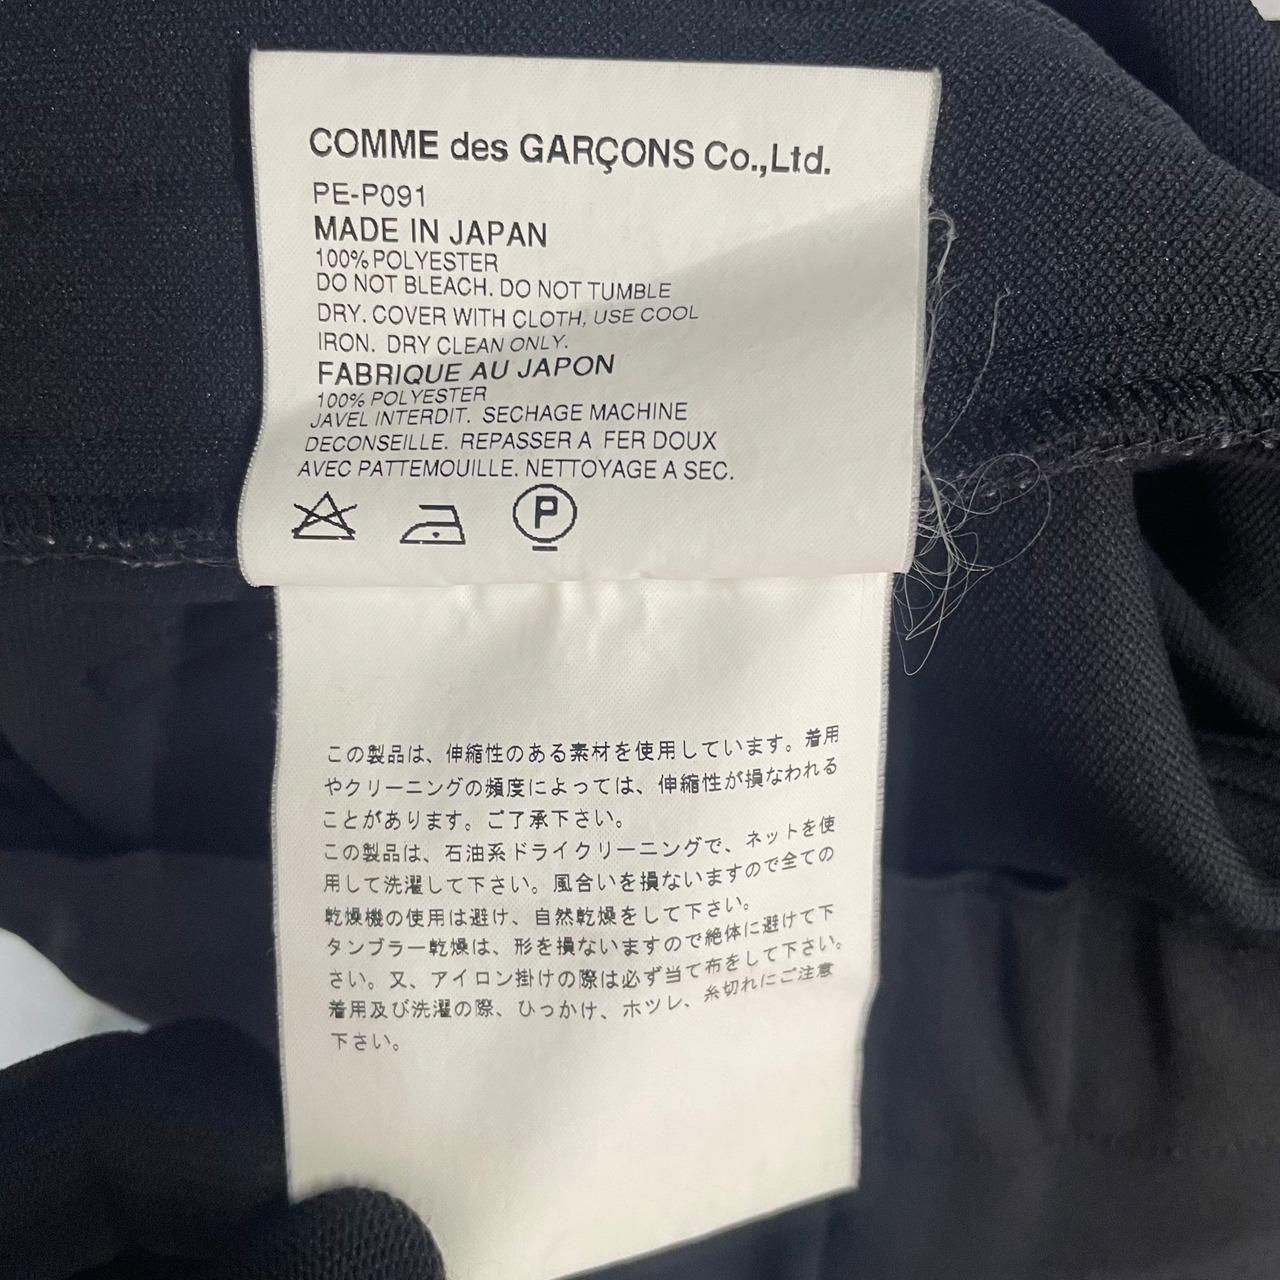 COMME des GARÇONS Co.,Ltd.
PE-P091
MADE IN JAPAN
100% POLYESTER
DO NOT BLEACH. DO NOT TUMBLE
DRY. COVER WITH CLOTH, USE COOL
IRON. DRY CLEAN ONLY.
FABRIQUE AU JAPON
100% POLYESTER
JAVEL INTERDIT. SECHAGE MACHINE
DECONSEILLE. REPASSER A FER DOUX
AVEC PATTEMOUILLE. NETTOYAGE A SEC.
P
この製品は、伸縮性のある素材を使用しています。着用
やクリーニングの頻度によっては、伸縮性が損なわれる
ことがあります。ご了承下さい。
この製品は、石油系ドライクリーニングで、ネットを使
用して洗濯して下さい。風合いを損ないますので全ての
乾燥機の使用は避け、自然乾燥をして下さい。
タンブラー乾燥は、形を損ないますので絶体に避けて下
さい。又、アイロン掛けの際は必ず当て布をして下さい。
着用及び洗濯の際、ひっかけ、ホツレ、糸切れにご注意
下さい。